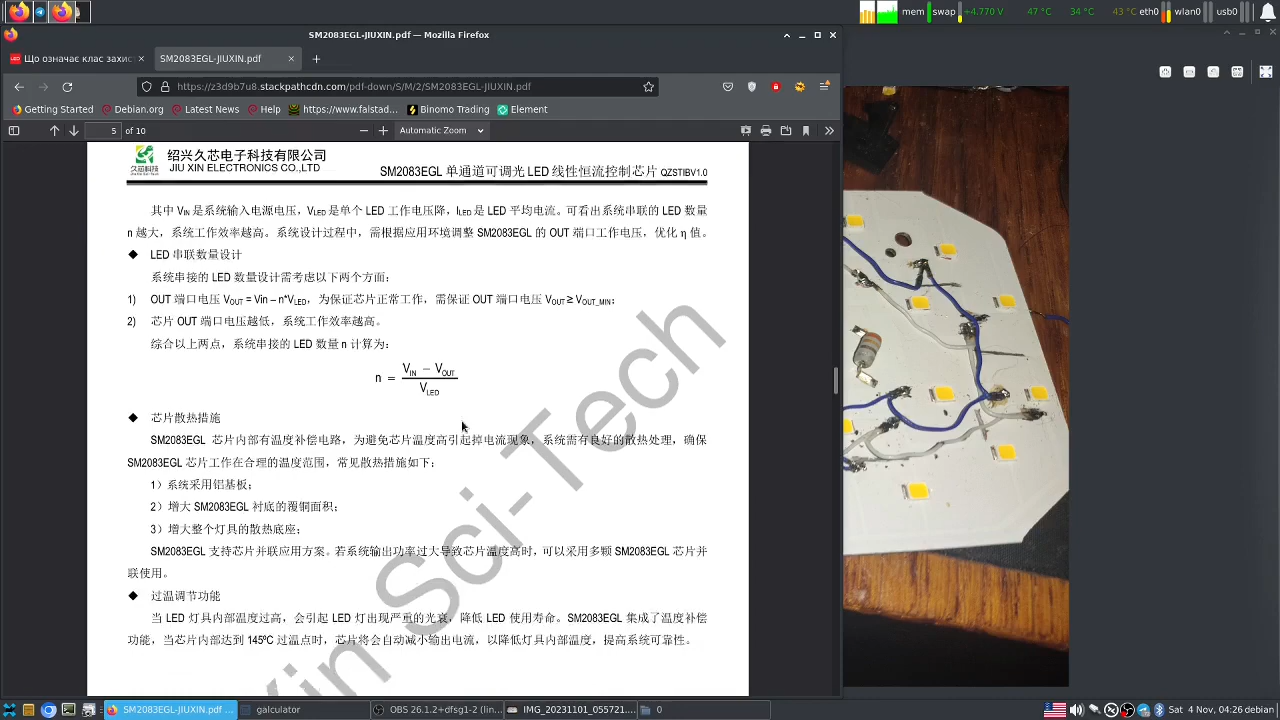 SM2083EGL-JIUXIN.pdf — Mozilla Firefox
mem swap +4.770 V 47 °C 34 °C 43 °C eth0 wlan0 usb0
Що означає клас захис
SM2083EGL-JIUXIN.pdf
https://z3d9b7u8.stackpathcdn.com/pdf-down/S/M/2/SM2083EGL-JIUXIN.pdf
Getting Started Debian.org Latest News Help https://www.falstad... Binomo Trading Element
5 of 10 Automatic Zoom
久芯科技 绍兴久芯电子科技有限公司
JIU XIN ELECTRONICS CO.,LTD
SM2083EGL 单通道可调光 LED 线性恒流控制芯片 QZSTIBV1.0
其中 VIN 是系统输入电源电压，VLED 是单个 LED 工作电压降，ILED 是 LED 平均电流。可看出系统串联的 LED 数量
n 越大，系统工作效率越高。系统设计过程中，需根据应用环境调整 SM2083EGL 的 OUT 端口工作电压，优化 η 值。
◆ LED 串联数量设计
系统串接的 LED 数量设计需考虑以下两个方面：
1) OUT 端口电压 VOUT = Vin – n*VLED，为保证芯片正常工作，需保证 OUT 端口电压 VOUT ≥ VOUT_MIN；
2) 芯片 OUT 端口电压越低，系统工作效率越高。
综合以上两点，系统串接的 LED 数量 n 计算为：
n = (VIN − VOUT) / VLED
◆ 芯片散热措施
SM2083EGL 芯片内部有温度补偿电路，为避免芯片温度高引起掉电流现象，系统需有良好的散热处理，确保
SM2083EGL 芯片工作在合理的温度范围，常见散热措施如下：
1）系统采用铝基板；
2）增大 SM2083EGL 衬底的覆铜面积；
3）增大整个灯具的散热底座；
SM2083EGL 支持芯片并联应用方案。若系统输出功率过大导致芯片温度高时，可以采用多颗 SM2083EGL 芯片并
联使用。
◆ 过温调节功能
当 LED 灯具内部温度过高，会引起 LED 灯出现严重的光衰，降低 LED 使用寿命。SM2083EGL 集成了温度补偿
功能，当芯片内部达到 145ºC 过温点时，芯片将会自动减小输出电流，以降低灯具内部温度，提高系统可靠性。
Xin Sci-Tech
SM2083EGL-JIUXIN.pdf ... galculator OBS 26.1.2+dfsg1-2 (lin... IMG_20231101_055721... 0 Sat 4 Nov, 04:26 debian